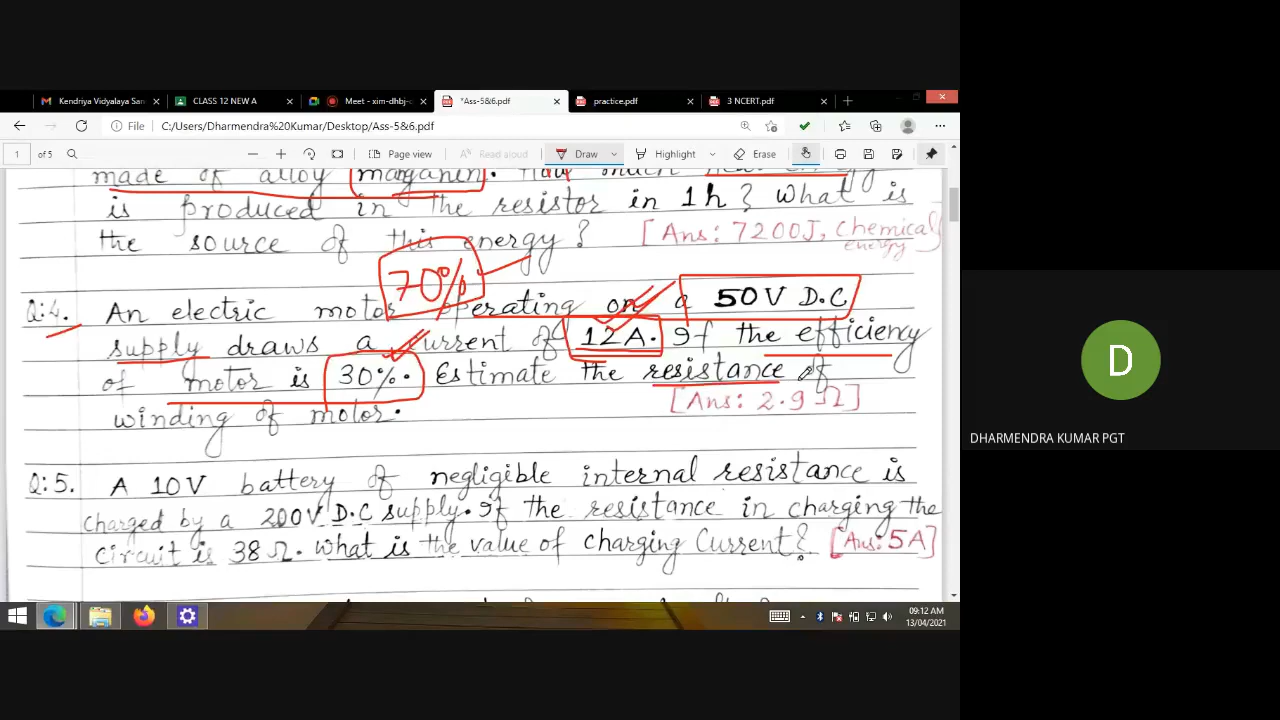 Kendriya Vidyalaya San
CLASS 12 NEW A
Meet - xim-dhbj-c
*Ass-5&6.pdf
practice.pdf
3 NCERT.pdf
File
C:/Users/Dharmendra%20Kumar/Desktop/Ass-5&6.pdf
1 of 5
Page view
Read aloud
Draw
Highlight
Erase
made of alloy manganin. How much
is produced in the resistor in 1h? What is
the source of this energy? [Ans: 7200J, Chemical
energy
70%
Q:4. An electric motor operating on a 50V D.C
supply draws a current of 12A. If the efficiency
of motor is 30%. Estimate the resistance of
winding of motor. [Ans: 2.9 Ω]
Q:5. A 10V battery of negligible internal resistance is
charged by a 200V D.C supply. If the resistance in charging the
circuit is 38 Ω. What is the value of charging Current? [Ans: 5A]
09:12 AM
13/04/2021
D
DHARMENDRA KUMAR PGT